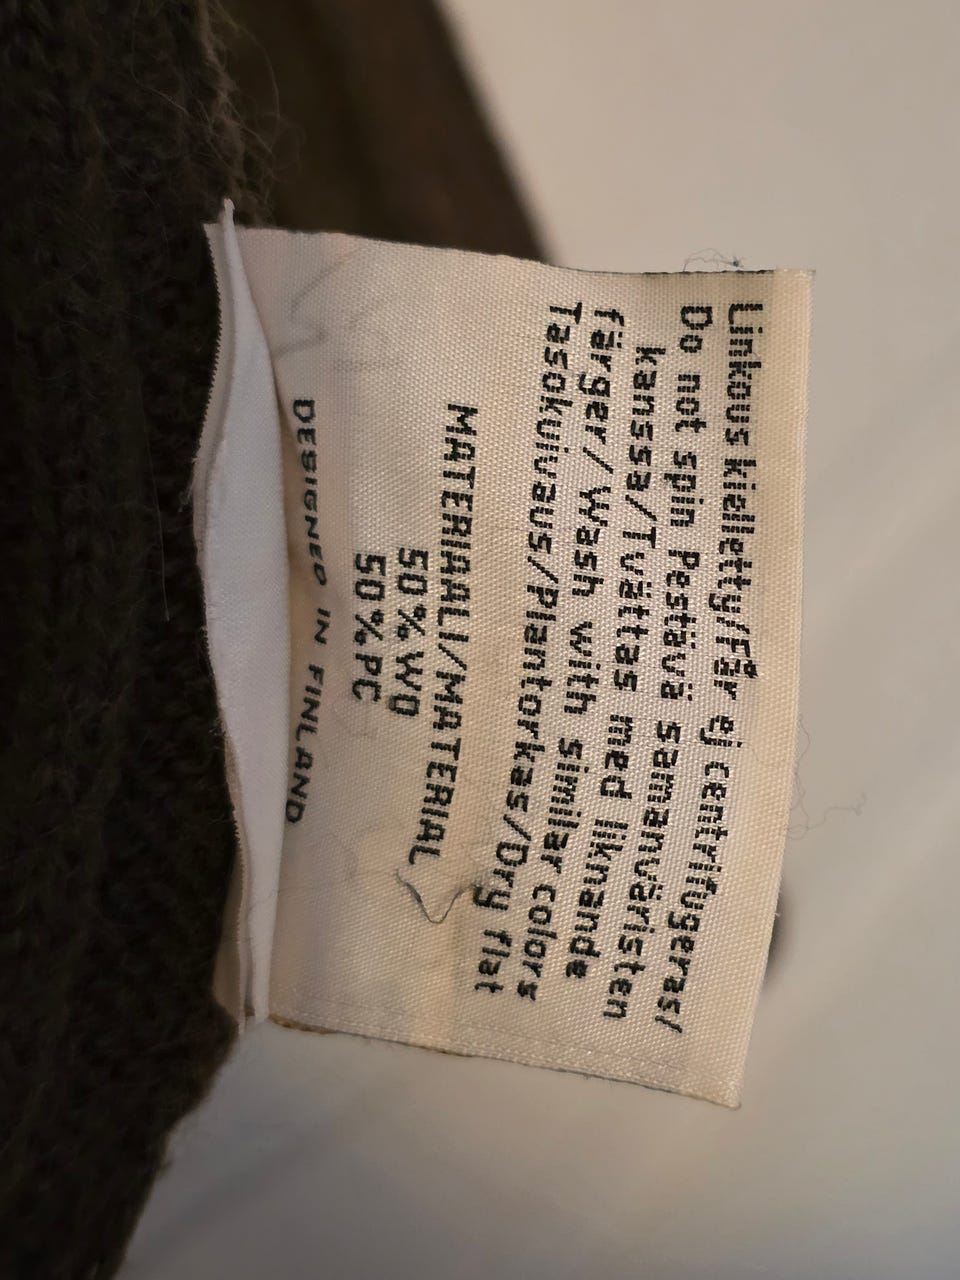 Linkous kielletty/Får ej centrifugeras/
Do not spin Pestävä samanväristen
kanssa/Tvättas med liknande
färger/Wash with similar colors
Tasokuivaus/Plantorkas/Dry flat
MATERIAALI/MATERIAL
50%WO
50%PC
DESIGNED IN FINLAND